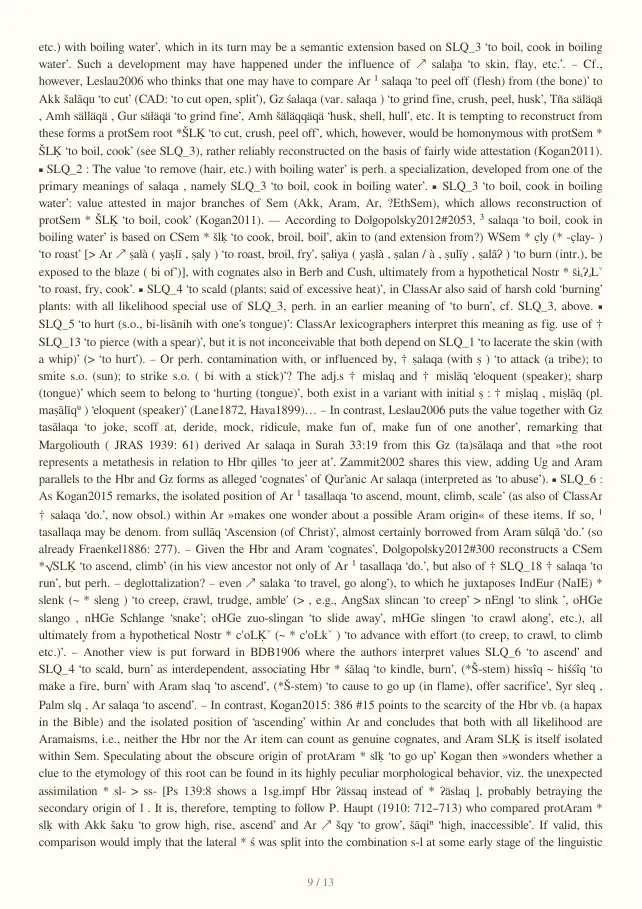 etc.) with boiling water’, which in its turn may be a semantic extension based on SLQ_3 ‘to boil, cook in boiling
water’. Such a development may have happened under the influence of ↗ salaḫa ‘to skin, flay, etc.’. – Cf.,
however, Leslau2006 who thinks that one may have to compare Ar ¹ salaqa ‘to peel off (flesh) from (the bone)’ to
Akk šalāqu ‘to cut’ (CAD: ‘to cut open, split’), Gz śalaqa (var. salaqa ) ‘to grind fine, crush, peel, husk’, Tña säläqä
, Amh sälläqä , Gur säläqä ‘to grind fine’, Amh šäläqqäqä ‘husk, shell, hull’, etc. It is tempting to reconstruct from
these forms a protSem root *ŠLḲ ‘to cut, crush, peel off’, which, however, would be homonymous with protSem *
ŠLḲ ‘to boil, cook’ (see SLQ_3), rather reliably reconstructed on the basis of fairly wide attestation (Kogan2011).
▪ SLQ_2 : The value ‘to remove (hair, etc.) with boiling water’ is perh. a specialization, developed from one of the
primary meanings of salaqa , namely SLQ_3 ‘to boil, cook in boiling water’. ▪ SLQ_3 ‘to boil, cook in boiling
water’: value attested in major branches of Sem (Akk, Aram, Ar, ?EthSem), which allows reconstruction of
protSem * ŠLḲ ‘to boil, cook’ (Kogan2011). — According to Dolgopolsky2012#2053, ³ salaqa ‘to boil, cook in
boiling water’ is based on CSem * šlḳ ‘to cook, broil, boil’, akin to (and extension from?) WSem * çly (* -çlay- )
‘to roast’ [> Ar ↗ ṣalà ( yaṣlī , ṣaly ) ‘to roast, broil, fry’, ṣaliya ( yaṣlà , ṣalan / à , ṣulīy , ṣalāʔ ) ‘to burn (intr.), be
exposed to the blaze ( bi of’)], with cognates also in Berb and Cush, ultimately from a hypothetical Nostr
‘to roast, fry, cook’. ▪ SLQ_4 ‘to scald (plants; said of excessive heat)’, in ClassAr also said of harsh cold ‘burning’
plants: with all likelihood special use of SLQ_3, perh. in an earlier meaning of ‘to burn’, cf. SLQ_3, above. ▪
SLQ_5 ‘to hurt (s.o., bi-lisānih with one’s tongue)’: ClassAr lexicographers interpret this meaning as fig. use of †
SLQ_13 ‘to pierce (with a spear)’, but it is not inconceivable that both depend on SLQ_1 ‘to lacerate the skin (with
a whip)’ (> ‘to hurt’). – Or perh. contamination with, or influenced by, † ṣalaqa (with ṣ ) ‘to attack (a tribe); to
smite s.o. (sun); to strike s.o. ( bi with a stick)’? The adj.s † mislaq and † mislāq ‘eloquent (speaker); sharp
(tongue)’ which seem to belong to ‘hurting (tongue)’, both exist in a variant with initial ṣ : † miṣlaq , miṣlāq (pl.
maṣālīqᵘ ) ‘eloquent (speaker)’ (Lane1872, Hava1899)… – In contrast, Leslau2006 puts the value together with Gz
tasālaqa ‘to joke, scoff at, deride, mock, ridicule, make fun of, make fun of one another’, remarking that
Margoliouth ( JRAS 1939: 61) derived Ar salaqa in Surah 33:19 from this Gz (ta)sālaqa and that »the root
represents a metathesis in relation to Hbr qilles ‘to jeer at’. Zammit2002 shares this view, adding Ug and Aram
parallels to the Hbr and Gz forms as alleged ‘cognates’ of Qur’anic Ar salaqa (interpreted as ‘to abuse’). ▪ SLQ_6 :
As Kogan2015 remarks, the isolated position of Ar ¹ tasallaqa ‘to ascend, mount, climb, scale’ (as also of ClassAr
† salaqa ‘do.’, now obsol.) within Ar »makes one wonder about a possible Aram origin« of these items. If so, ¹
tasallaqa may be denom. from sullāq ‘Ascension (of Christ)’, almost certainly borrowed from Aram sūlqā ‘do.’ (so
already Fraenkel1886: 277). – Given the Hbr and Aram ‘cognates’, Dolgopolsky2012#300 reconstructs a CSem
*√SLḲ ‘to ascend, climb’ (in his view ancestor not only of Ar ¹ tasallaqa ‘do.’, but also of † SLQ_18 † salaqa ‘to
run’, but perh. – deglottalization? – even ↗ salaka ‘to travel, go along’), to which he juxtaposes IndEur (NaIE) *
slenk (~ * sleng ) ‘to creep, crawl, trudge, amble’ (> , e.g., AngSax slincan ‘to creep’ > nEngl ‘to slink ’, oHGe
slango , nHGe Schlange ‘snake’; oHGe zuo-slingan ‘to slide away’, mHGe slingen ‘to crawl along’, etc.), all
ultimately from a hypothetical Nostr * c'oLḲˇ (~ * c'oLkˇ ) ‘to advance with effort (to creep, to crawl, to climb
etc.)’. – Another view is put forward in BDB1906 where the authors interpret values SLQ_6 ‘to ascend’ and
SLQ_4 ‘to scald, burn’ as interdependent, associating Hbr * śālaq ‘to kindle, burn’, (*Š-stem) hissîq ~ hiśśîq ‘to
make a fire, burn’ with Aram slaq ‘to ascend’, (*Š-stem) ‘to cause to go up (in flame), offer sacrifice’, Syr sleq ,
Palm slq , Ar salaqa ‘to ascend’. – In contrast, Kogan2015: 386 #15 points to the scarcity of the Hbr vb. (a hapax
in the Bible) and the isolated position of ‘ascending’ within Ar and concludes that both with all likelihood are
Aramaisms, i.e., neither the Hbr nor the Ar item can count as genuine cognates, and Aram SLḲ is itself isolated
within Sem. Speculating about the obscure origin of protAram * slḳ ‘to go up’ Kogan then »wonders whether a
clue to the etymology of this root can be found in its highly peculiar morphological behavior, viz. the unexpected
assimilation * sl- > ss- [Ps 139:8 shows a 1sg.impf Hbr ʔässaq instead of * ʔäslaq ], probably betraying the
secondary origin of l . It is, therefore, tempting to follow P. Haupt (1910: 712–713) who compared protAram *
slḳ with Akk šaḳu ‘to grow high, rise, ascend’ and Ar ↗ šqy ‘to grow’, šāqiⁿ ‘high, inaccessible’. If valid, this
comparison would imply that the lateral * ś was split into the combination s-l at some early stage of the linguistic
9 / 13